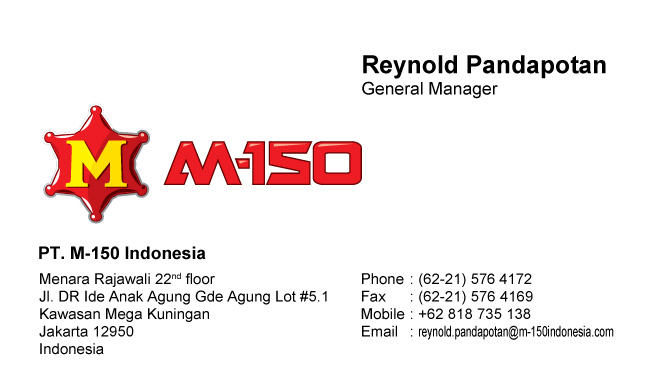 Reynold Pandapotan
General Manager
M
M-150
PT. M-150 Indonesia
Menara Rajawali 22nd floor
Jl. DR Ide Anak Agung Gde Agung Lot #5.1
Kawasan Mega Kuningan
Jakarta 12950
Indonesia
Phone : (62-21) 576 4172
Fax : (62-21) 576 4169
Mobile : +62 818 735 138
Email : reynold.pandapotan@m-150indonesia.com